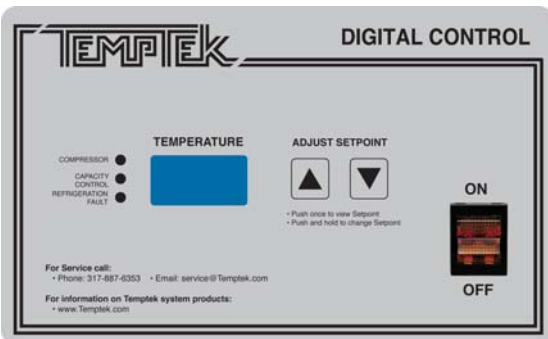 TEMPTEK
DIGITAL CONTROL
TEMPERATURE
ADJUST SETPOINT
COMPRESSOR
CAPACITY
CONTROL
REFRIGERATION
FAULT
• Push once to view Setpoint
• Push and hold to change Setpoint
ON
OFF
For Service call:
• Phone: 317-887-6353 • Email: service@Temptek.com
For information on Temptek system products:
• www.Temptek.com